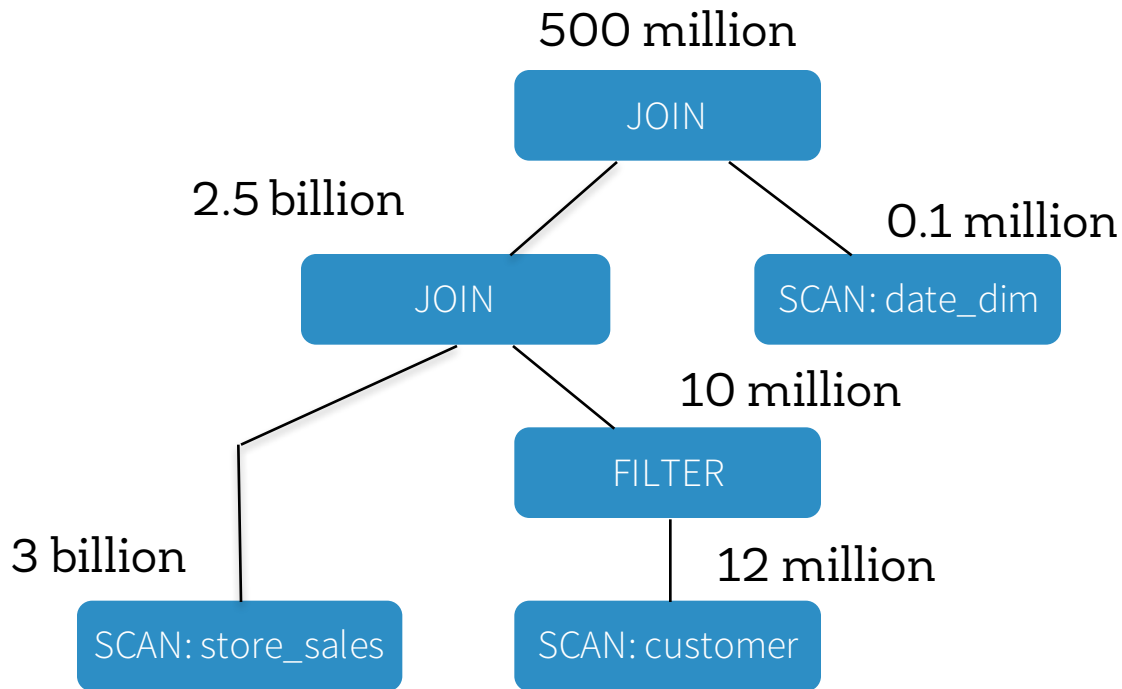 500 million
JOIN
2.5 billion
0.1 million
JOIN
SCAN: date_dim
10 million
FILTER
3 billion
12 million
SCAN: store_sales
SCAN: customer